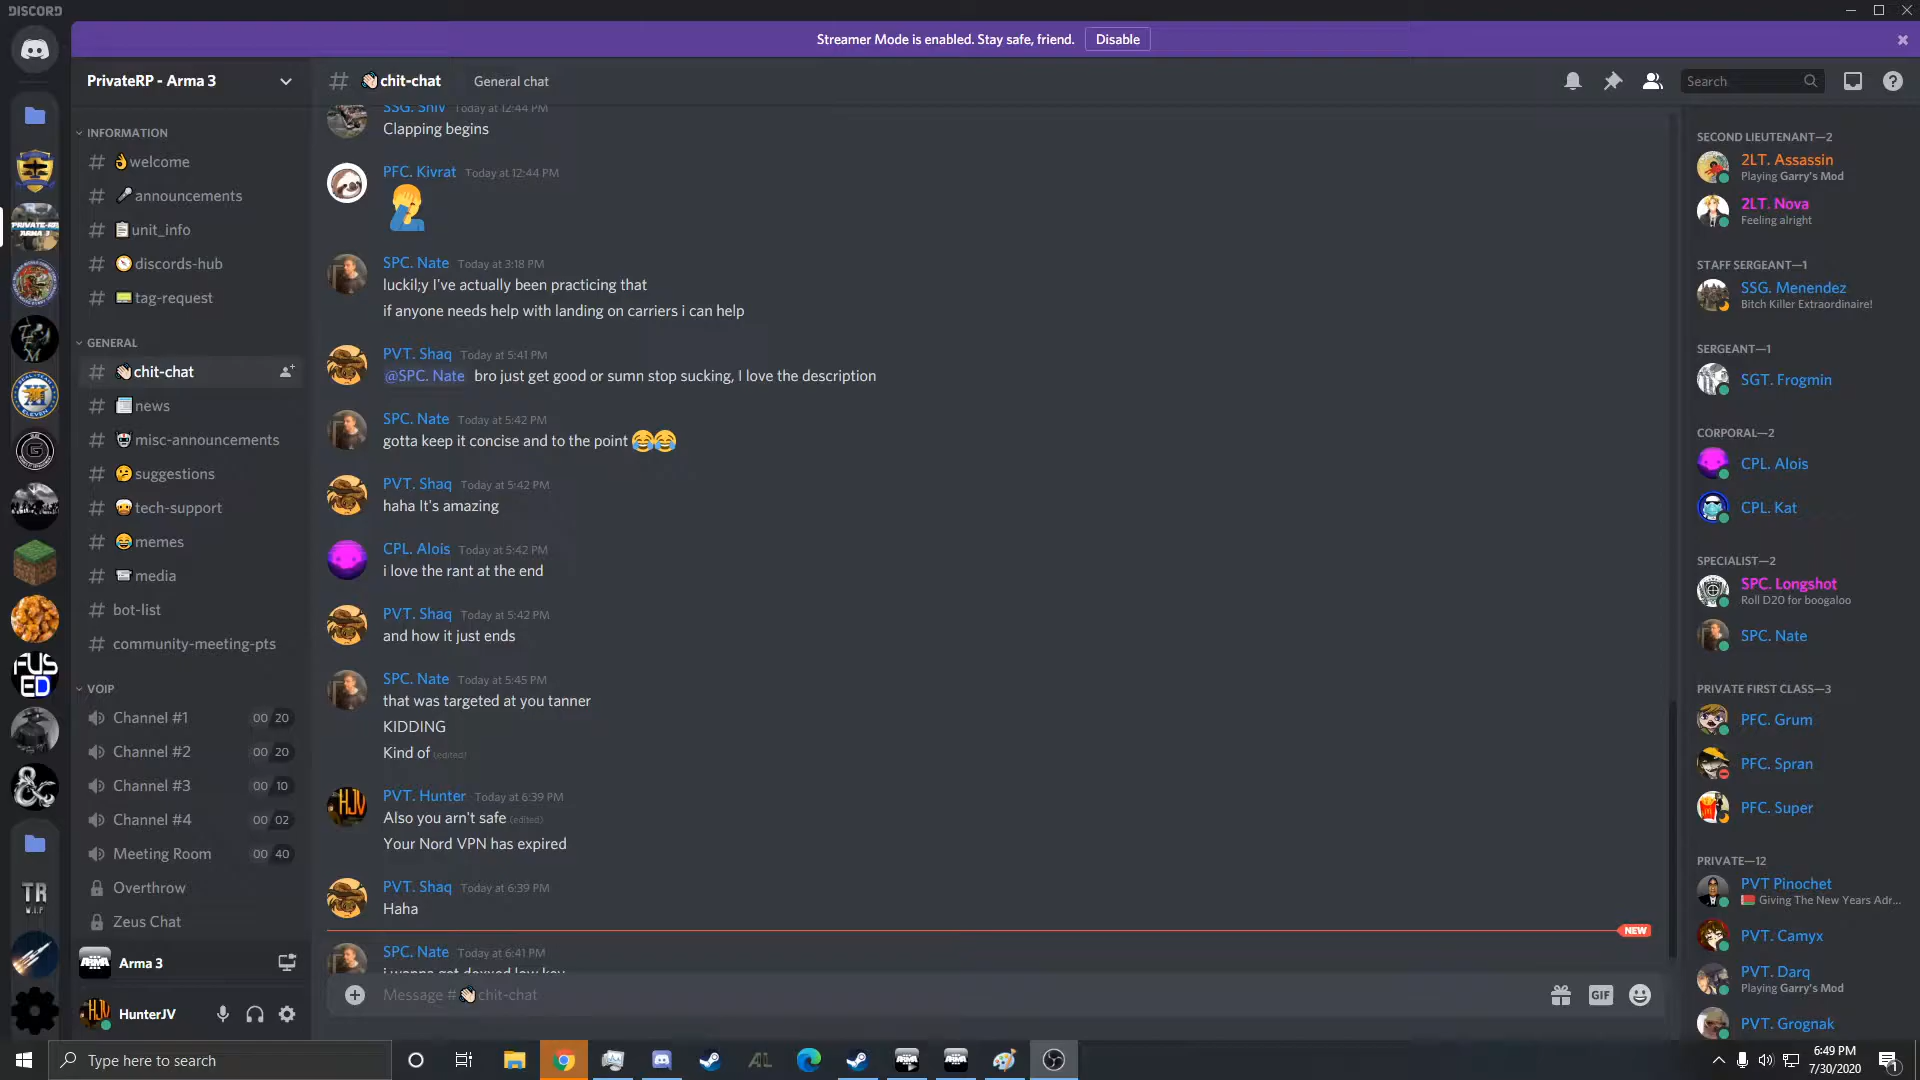 DISCORD
Streamer Mode is enabled. Stay safe, friend.
Disable
PrivateRP - Arma 3
INFORMATION
welcome
announcements
unit_info
discords-hub
tag-request
GENERAL
chit-chat
news
misc-announcements
suggestions
tech-support
memes
media
bot-list
community-meeting-pts
VOIP
Channel #1 00 20
Channel #2 00 20
Channel #3 00 10
Channel #4 00 02
Meeting Room 00 40
Overthrow
Zeus Chat
Arma 3
HunterJV
chit-chat
General chat
Search
SSG. Shiv Today at 12:44 PM
Clapping begins
PFC. Kivrat Today at 12:44 PM
SPC. Nate Today at 3:18 PM
luckil;y I've actually been practicing that
if anyone needs help with landing on carriers i can help
PVT. Shaq Today at 5:41 PM
@SPC. Nate bro just get good or sumn stop sucking, I love the description
SPC. Nate Today at 5:42 PM
gotta keep it concise and to the point 😂😂
PVT. Shaq Today at 5:42 PM
haha It's amazing
CPL. Alois Today at 5:42 PM
i love the rant at the end
PVT. Shaq Today at 5:42 PM
and how it just ends
SPC. Nate Today at 5:45 PM
that was targeted at you tanner
KIDDING
Kind of (edited)
PVT. Hunter Today at 6:39 PM
Also you arn't safe (edited)
Your Nord VPN has expired
PVT. Shaq Today at 6:39 PM
Haha
NEW
SPC. Nate Today at 6:41 PM
i wanna get doxxed low key
Message #👋chit-chat
GIF
SECOND LIEUTENANT—2
2LT. Assassin
Playing Garry's Mod
2LT. Nova
Feeling alright
STAFF SERGEANT—1
SSG. Menendez
Bitch Killer Extraordinaire!
SERGEANT—1
SGT. Frogmin
CORPORAL—2
CPL. Alois
CPL. Kat
SPECIALIST—2
SPC. Longshot
Roll D20 for boogaloo
SPC. Nate
PRIVATE FIRST CLASS—3
PFC. Grum
PFC. Spran
PFC. Super
PRIVATE—12
PVT Pinochet
Giving The New Years Adr...
PVT. Camyx
PVT. Darq
Playing Garry's Mod
PVT. Grognak
PRIVATE-RP
ARMA 3
FUS
ED
TR
V.I.P
HJV
Type here to search
6:49 PM
7/30/2020